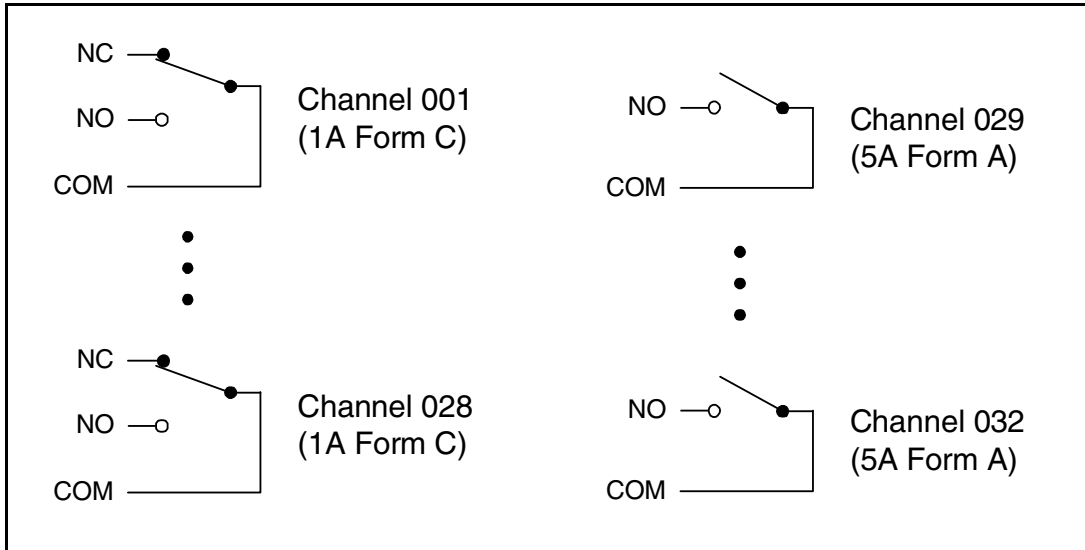 NC
NO
COM
Channel 001
(1A Form C)
NO
COM
Channel 029
(5A Form A)
NC
NO
COM
Channel 028
(1A Form C)
NO
COM
Channel 032
(5A Form A)